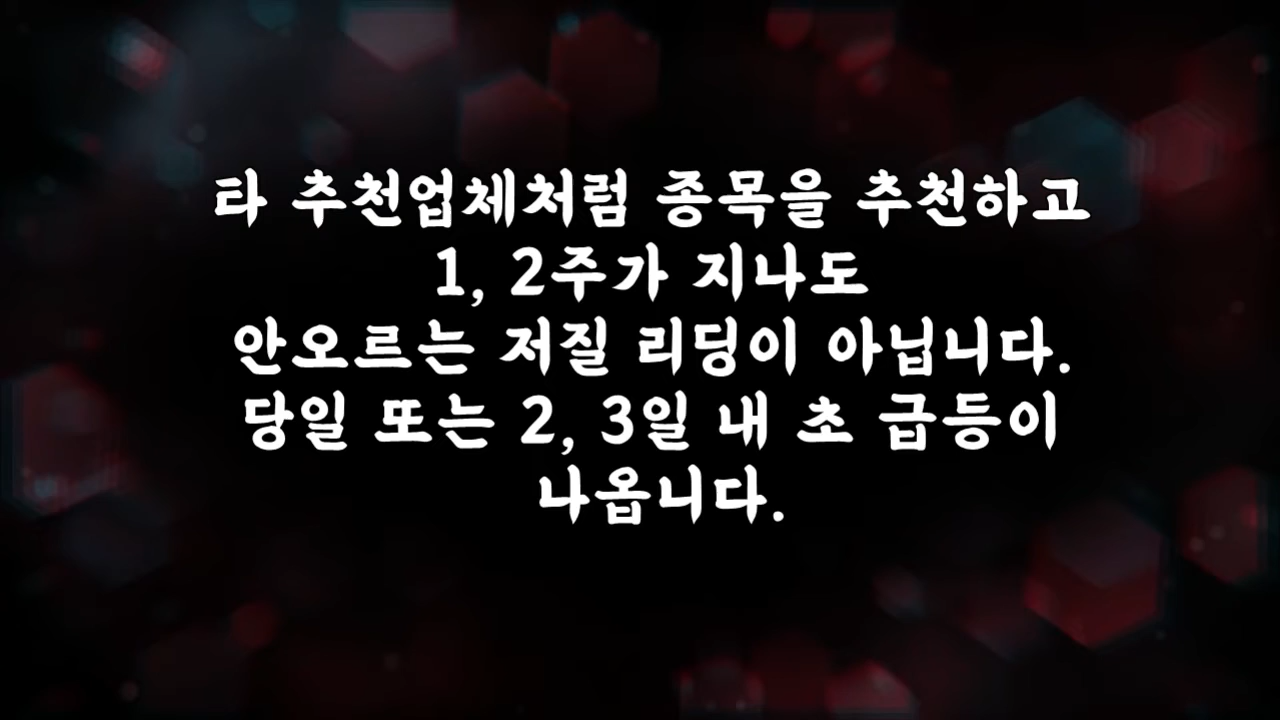 타 추천업체처럼 종목을 추천하고
1, 2주가 지나도
안오르는 저질 리딩이 아닙니다.
당일 또는 2, 3일 내 초 급등이
나옵니다.